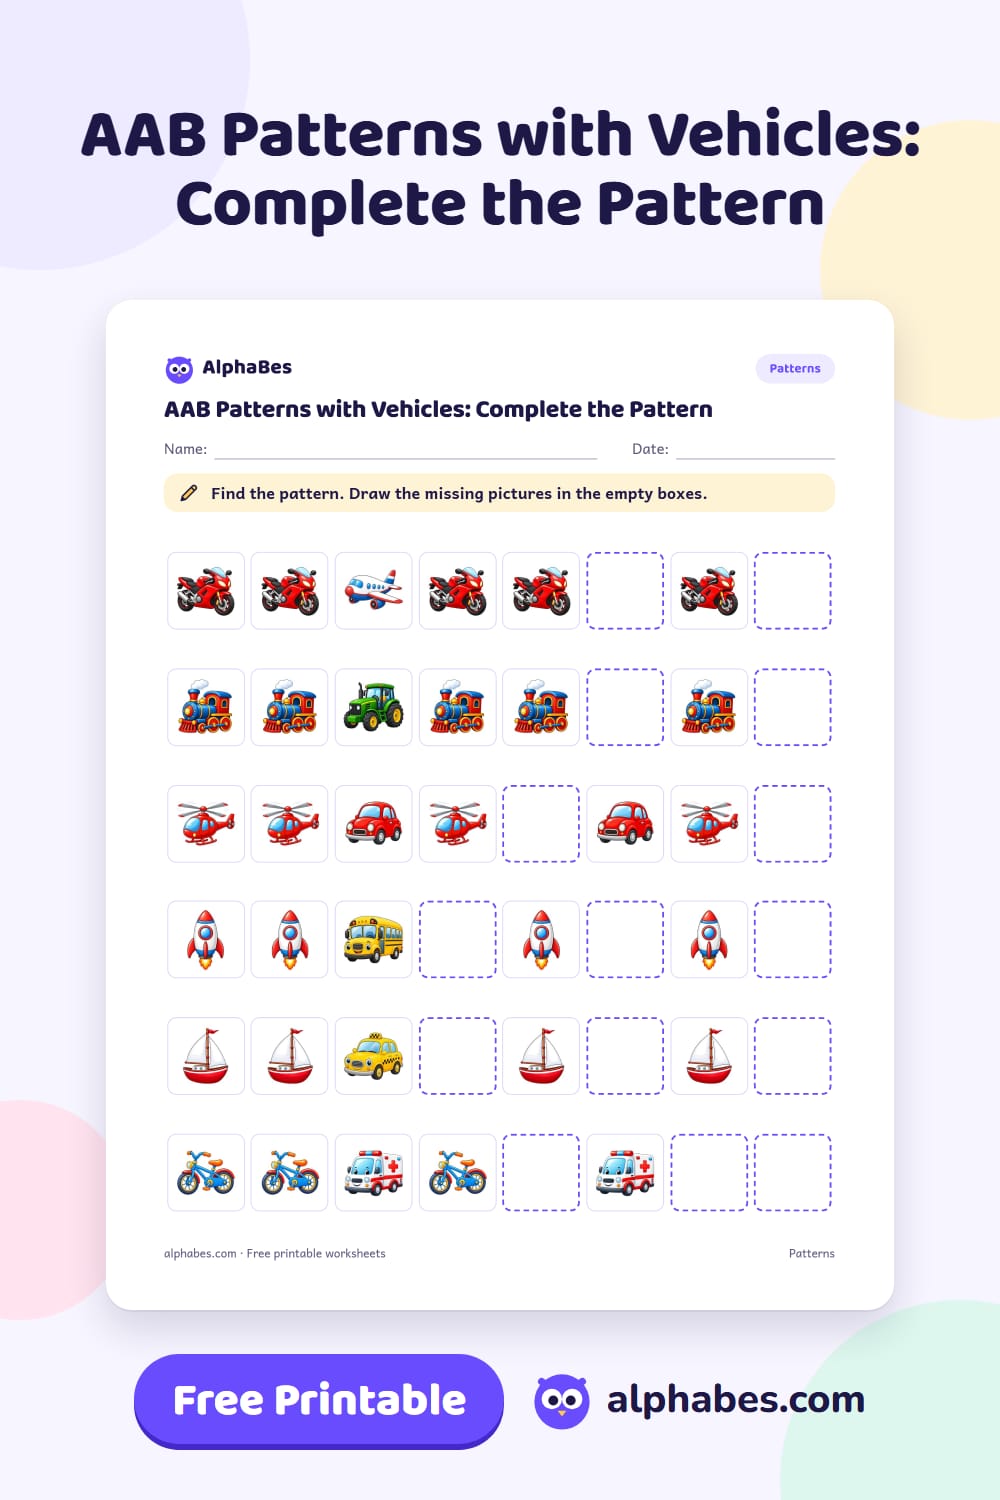 AAB Patterns with Vehicles:
Complete the Pattern
AlphaBes
Patterns
AAB Patterns with Vehicles: Complete the Pattern
Name:
Date:
Find the pattern. Draw the missing pictures in the empty boxes.
alphabes.com · Free printable worksheets
Patterns
Free Printable
alphabes.com